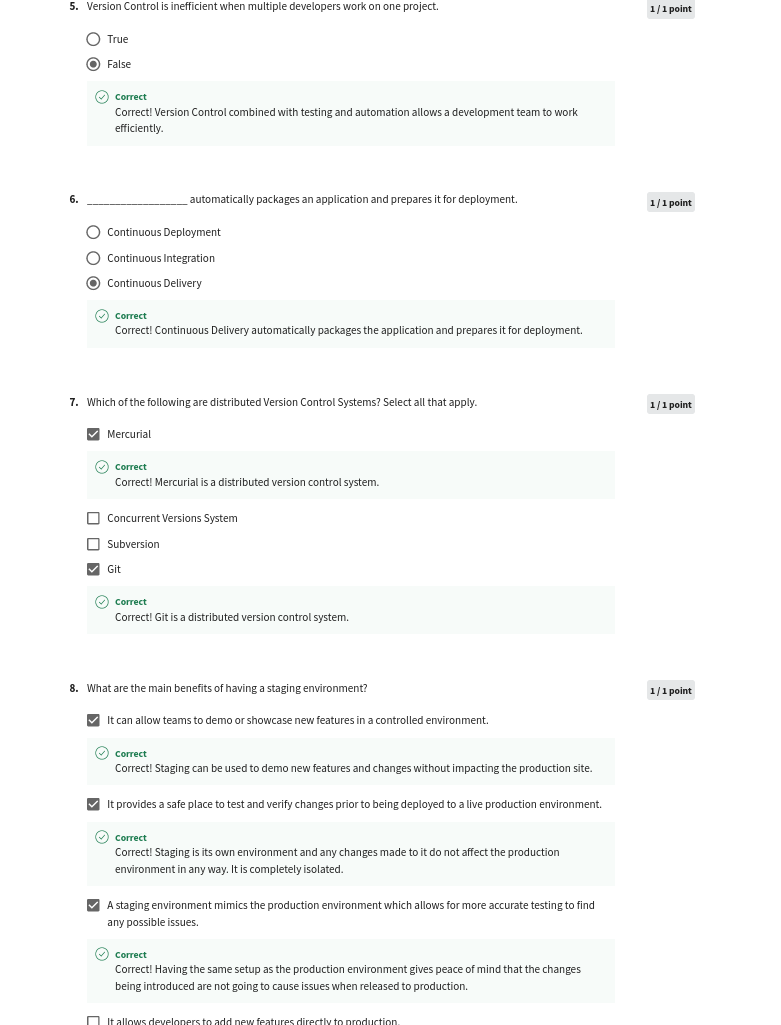 5. Version Control is inefficient when multiple developers work on one project.
1 / 1 point
True
False
Correct
Correct! Version Control combined with testing and automation allows a development team to work
efficiently.
6. __________________ automatically packages an application and prepares it for deployment.
1 / 1 point
Continuous Deployment
Continuous Integration
Continuous Delivery
Correct
Correct! Continuous Delivery automatically packages the application and prepares it for deployment.
7. Which of the following are distributed Version Control Systems? Select all that apply.
1 / 1 point
Mercurial
Correct
Correct! Mercurial is a distributed version control system.
Concurrent Versions System
Subversion
Git
Correct
Correct! Git is a distributed version control system.
8. What are the main benefits of having a staging environment?
1 / 1 point
It can allow teams to demo or showcase new features in a controlled environment.
Correct
Correct! Staging can be used to demo new features and changes without impacting the production site.
It provides a safe place to test and verify changes prior to being deployed to a live production environment.
Correct
Correct! Staging is its own environment and any changes made to it do not affect the production
environment in any way. It is completely isolated.
A staging environment mimics the production environment which allows for more accurate testing to find
any possible issues.
Correct
Correct! Having the same setup as the production environment gives peace of mind that the changes
being introduced are not going to cause issues when released to production.
It allows developers to add new features directly to production.